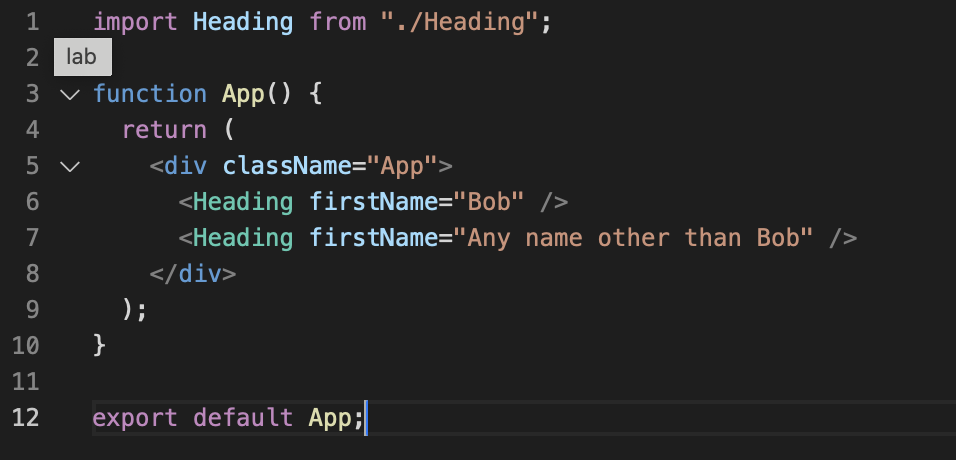 1 import Heading from "./Heading";
2 lab
3 function App() {
4 return (
5 <div className="App">
6 <Heading firstName="Bob" />
7 <Heading firstName="Any name other than Bob" />
8 </div>
9 );
10 }
11
12 export default App;